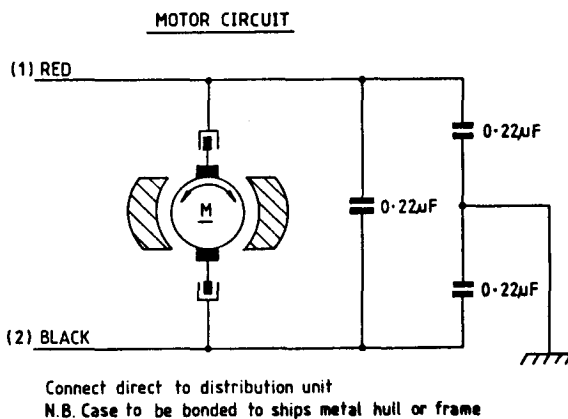 MOTOR CIRCUIT
(1) RED
0·22µF
M
0·22µF
0·22µF
(2) BLACK
Connect direct to distribution unit
N.B. Case to be bonded to ships metal hull or frame